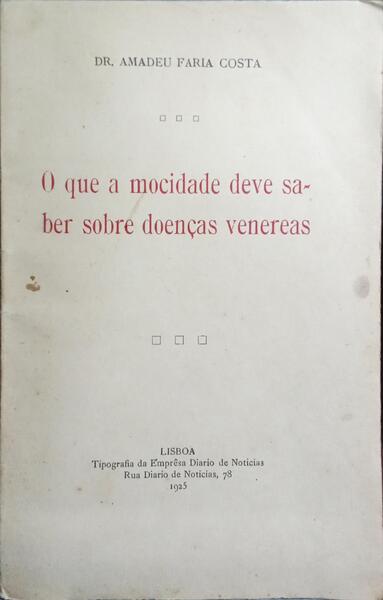 DR. AMADEU FARIA COSTA
O que a mocidade deve sa-
ber sobre doenças venereas
LISBOA
Tipografia da Emprêsa Diario de Noticias
Rua Diario de Noticias, 78
1925